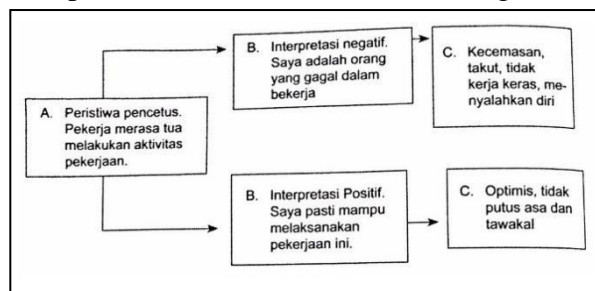 A. Peristiwa pencetus.
Pekerja merasa tua
melakukan aktivitas
pekerjaan.
B. Interpretasi negatif.
Saya adalah orang
yang gagal dalam
bekerja
C. Kecemasan,
takut, tidak
kerja keras, me-
nyalahkan diri
B. Interpretasi Positif.
Saya pasti mampu
melaksanakan
pekerjaan ini.
C. Optimis, tidak
putus asa dan
tawakal